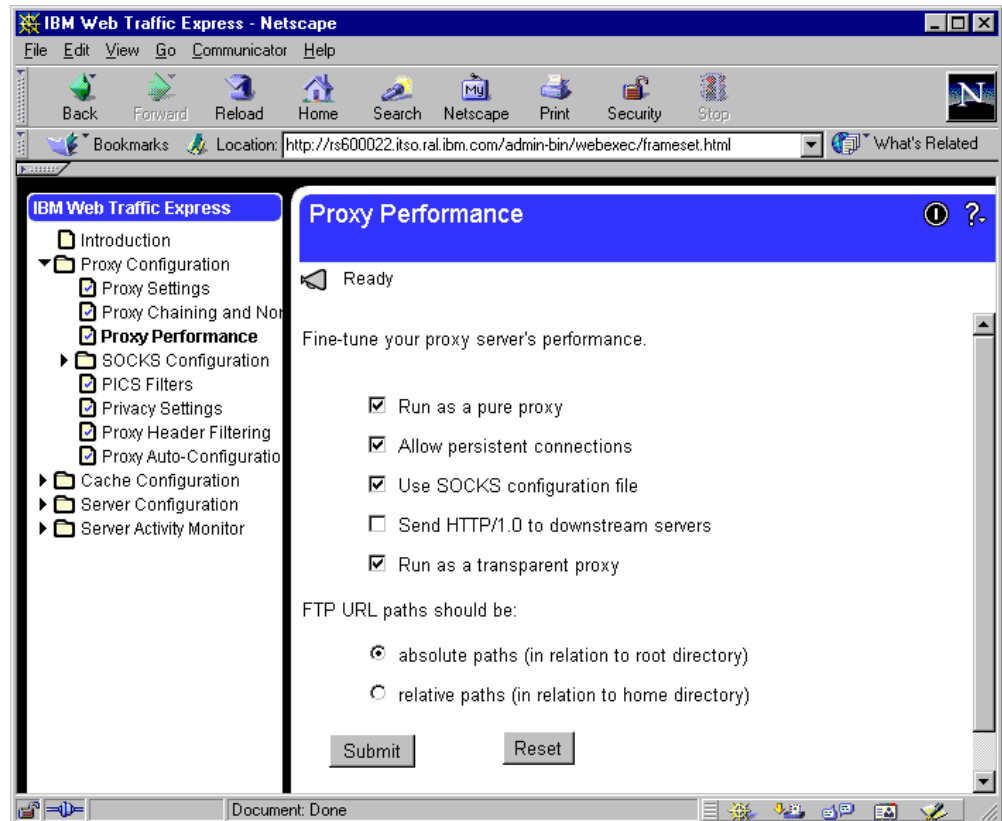 IBM Web Traffic Express - Netscape
File Edit View Go Communicator Help
Back Forward Reload Home Search Netscape Print Security Stop
My
N
Bookmarks Location: http://rs600022.itso.ral.ibm.com/admin-bin/webexec/frameset.html What's Related
IBM Web Traffic Express
Introduction
Proxy Configuration
Proxy Settings
Proxy Chaining and Nor
Proxy Performance
SOCKS Configuration
PICS Filters
Privacy Settings
Proxy Header Filtering
Proxy Auto-Configuratio
Cache Configuration
Server Configuration
Server Activity Monitor
Proxy Performance
Ready
Fine-tune your proxy server's performance.
Run as a pure proxy
Allow persistent connections
Use SOCKS configuration file
Send HTTP/1.0 to downstream servers
Run as a transparent proxy
FTP URL paths should be:
absolute paths (in relation to root directory)
relative paths (in relation to home directory)
Submit Reset
Document: Done